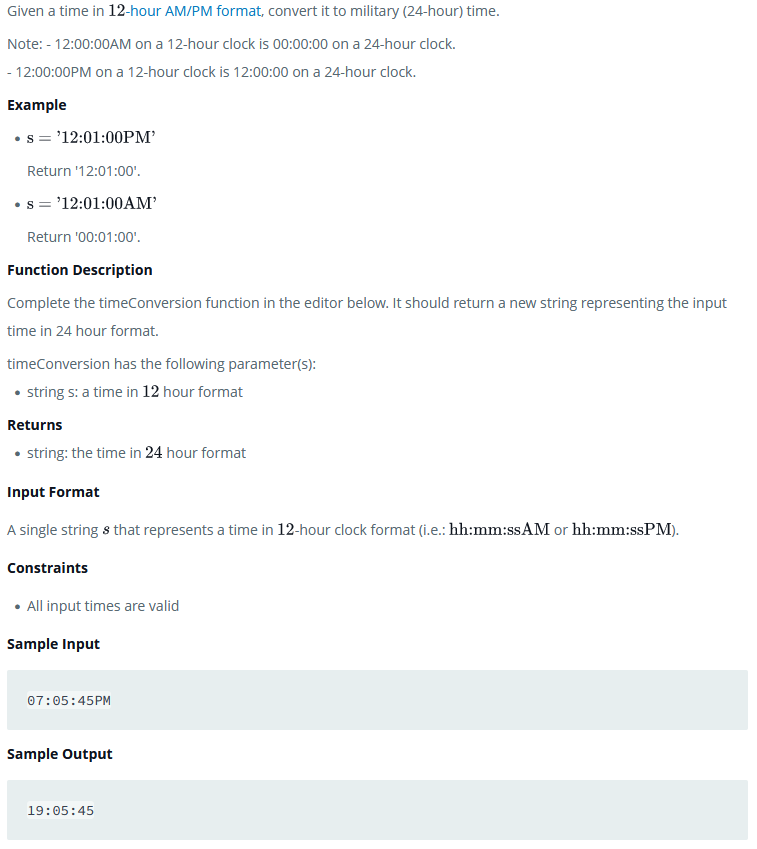 Given a time in 12-hour AM/PM format, convert it to military (24-hour) time.
Note: - 12:00:00AM on a 12-hour clock is 00:00:00 on a 24-hour clock.
- 12:00:00PM on a 12-hour clock is 12:00:00 on a 24-hour clock.
Example
• s = '12:01:00PM'
Return '12:01:00'.
• s = '12:01:00AM'
Return '00:01:00'.
Function Description
Complete the timeConversion function in the editor below. It should return a new string representing the input
time in 24 hour format.
timeConversion has the following parameter(s):
• string s: a time in 12 hour format
Returns
• string: the time in 24 hour format
Input Format
A single string s that represents a time in 12-hour clock format (i.e.: hh:mm:ssAM or hh:mm:ssPM).
Constraints
• All input times are valid
Sample Input
07:05:45PM
Sample Output
19:05:45